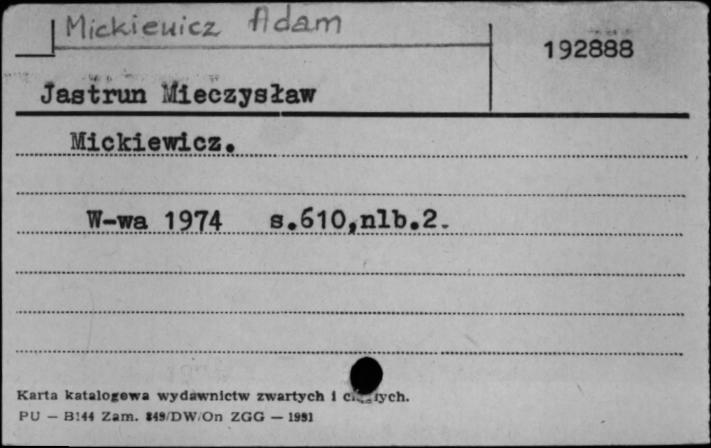 Mickiewicz Adam
192888
Jastrun Mieczysław
Mickiewicz.
W-wa 1974 s.610,nlb.2.
Karta katalogowa wydawnictw zwartych i
PU — B144 Zam. 849/DW/On ZGG — 1981